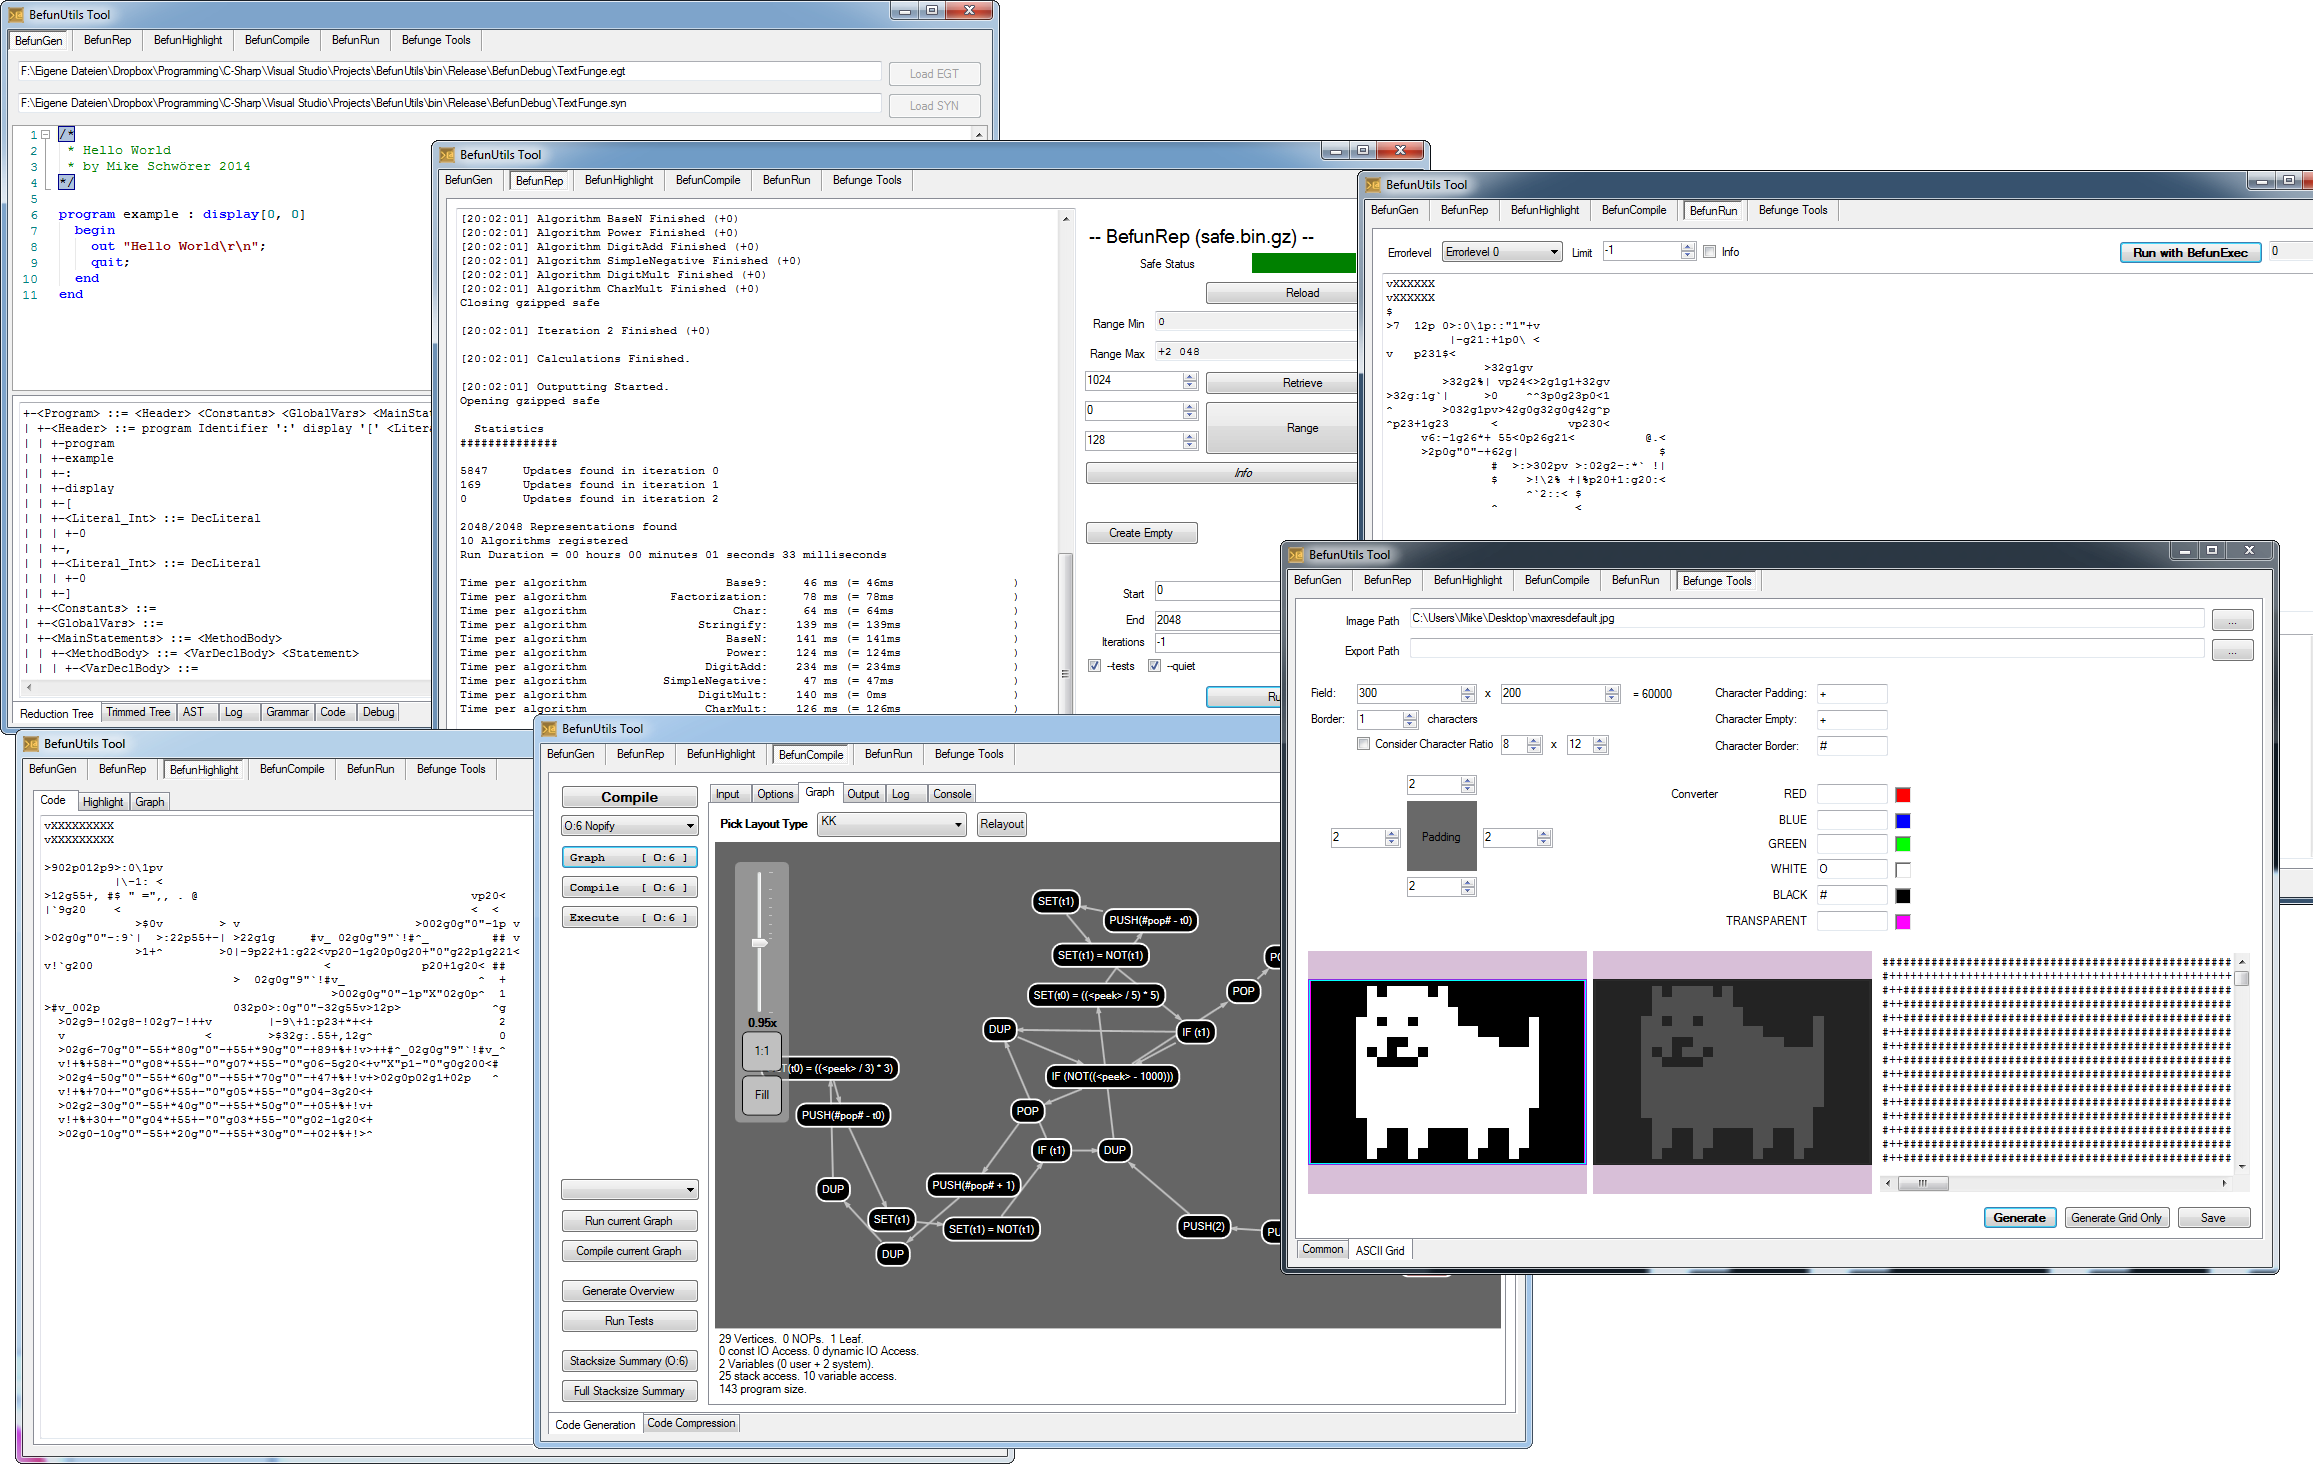 BefunUtils Tool
BefunGen BefunRep BefunHighlight BefunCompile BefunRun Befunge Tools
F:\Eigene Dateien\Dropbox\Programming\C-Sharp\Visual Studio\Projects\BefunUtils\bin\Release\BefunDebug\TextFunge.egt Load EGT
F:\Eigene Dateien\Dropbox\Programming\C-Sharp\Visual Studio\Projects\BefunUtils\bin\Release\BefunDebug\TextFunge.syn Load SYN
1 /*
2 * Hello World
3 * by Mike Schwörer 2014
4 */
5
6 program example : display[0, 0]
7 begin
8 out "Hello World\r\n";
9 quit;
10 end
11 end
+-<Program> ::= <Header> <Constants> <GlobalVars> <MainStat
| +-<Header> ::= program Identifier ':' display '[' <Litera
| | +-program
| | +-example
| | +-:
| | +-display
| | +-[
| | +-<Literal_Int> ::= DecLiteral
| | | +-0
| | +-,
| | +-<Literal_Int> ::= DecLiteral
| | | +-0
| | +-]
| +-<Constants> ::=
| +-<GlobalVars> ::=
| +-<MainStatements> ::= <MethodBody>
| | +-<MethodBody> ::= <VarDeclBody> <Statement>
| | | +-<VarDeclBody> ::=
Reduction Tree Trimmed Tree AST Log Grammar Code Debug
BefunUtils Tool
BefunGen BefunRep BefunHighlight BefunCompile BefunRun Befunge Tools
[20:02:01] Algorithm BaseN Finished (+0)
[20:02:01] Algorithm Power Finished (+0)
[20:02:01] Algorithm DigitAdd Finished (+0)
[20:02:01] Algorithm SimpleNegative Finished (+0)
[20:02:01] Algorithm DigitMult Finished (+0)
[20:02:01] Algorithm CharMult Finished (+0)
Closing gzipped safe
[20:02:01] Iteration 2 Finished (+0)
[20:02:01] Calculations Finished.
[20:02:01] Outputting Started.
Opening gzipped safe
Statistics
##############
5847 Updates found in iteration 0
169 Updates found in iteration 1
0 Updates found in iteration 2
2048/2048 Representations found
10 Algorithms registered
Run Duration = 00 hours 00 minutes 01 seconds 33 milliseconds
Time per algorithm Base9: 46 ms (= 46ms )
Time per algorithm Factorization: 78 ms (= 78ms )
Time per algorithm Char: 64 ms (= 64ms )
Time per algorithm Stringify: 139 ms (= 139ms )
Time per algorithm BaseN: 141 ms (= 141ms )
Time per algorithm Power: 124 ms (= 124ms )
Time per algorithm DigitAdd: 234 ms (= 234ms )
Time per algorithm SimpleNegative: 47 ms (= 47ms )
Time per algorithm DigitMult: 140 ms (= 0ms )
Time per algorithm CharMult: 126 ms (= 126ms )
-- BefunRep (safe.bin.gz) --
Safe Status
Reload
Range Min 0
Range Max +2 048
1024 Retrieve
0 Range
128
Info
Create Empty
Start 0
End 2048
Iterations -1
--tests --quiet
BefunUtils Tool
BefunGen BefunRep BefunHighlight BefunCompile BefunRun Befunge Tools
Errorlevel Errorlevel 0 Limit -1 Info Run with BefunExec 0
vXXXXXX
vXXXXXX
$
>7 12p 0>:0\1p::"1"+v
|-g21:+1p0\ <
v p231$<
>32g1gv
>32g2%| vp24<>2g1g1+32gv
>32g:1g`| >0 ^^3p0g23p0<1
^ >032g1pv>42g0g32g0g42g^p
^p23+1g23 < vp230<
v6:-1g26*+ 55<0p26g21< @.<
>2p0g"0"-+62g| $
# >:>302pv >:02g2-:*` !|
$ >!\2% +|%p20+1:g20:<
^`2::< $
^ <
BefunUtils Tool
BefunGen BefunRep BefunHighlight BefunCompile BefunRun Befunge Tools
Image Path C:\Users\Mike\Desktop\maxresdefault.jpg ...
Export Path ...
Field: 300 x 200 = 60000 Character Padding: +
Border: 1 characters Character Empty: +
Consider Character Ratio 8 x 12 Character Border: #
2
2 Padding 2
2
Converter RED
BLUE
GREEN
WHITE O
BLACK #
TRANSPARENT
Generate Generate Grid Only Save
Common ASCII Grid
BefunUtils Tool
BefunGen BefunRep BefunHighlight BefunCompile BefunRun Befunge Tools
Code Highlight Graph
vXXXXXXXXX
vXXXXXXXXX
>902p012p9>:0\1pv
|\-1: <
>12g55+, #$ " =",, . @ vp20<
|`9g20 < < <
>$0v > v >002g0g"0"-1p v
>02g0g"0"-:9`| >:22p55+-| >22g1g #v_ 02g0g"9"`!#^_ ## v
>1+^ >0|-9p22+1:g22<vp20-1g20p0g20+"0"g22p1g221<
v!`g200 < p20+1g20< ##
> 02g0g"9"`!#v_ ^ +
>002g0g"0"-1p"X"02g0p^ 1
>#v_002p 032p0>:0g"0"-32g55v>12p> ^g
>02g9-!02g8-!02g7-!++v |-9\+1:p23+*+<+ 2
v < >$32g:.55+,12g^ 0
>02g6-70g"0"-55+*80g"0"-+55+*90g"0"-+89+%+!v>++#^_02g0g"9"`!#v_^
v!+%+58+-"0"g08*+55+-"0"g07*+55-"0"g06-5g20<+v"X"p1-"0"g0g200<#
>02g4-50g"0"-55+*60g"0"-+55+*70g"0"-+47+%+!v+>02g0p02g1+02p ^
v!+%+70+-"0"g06*+55+-"0"g05*+55-"0"g04-3g20<+
>02g2-30g"0"-55+*40g"0"-+55+*50g"0"-+05+%+!v+
v!+%+30+-"0"g04*+55+-"0"g03*+55-"0"g02-1g20<+
>02g0-10g"0"-55+*20g"0"-+55+*30g"0"-+02+%+!>^
BefunUtils Tool
BefunGen BefunRep BefunHighlight BefunCompile BefunRun Befunge Tools
Compile
O:6 Nopify
Graph [ O:6 ]
Compile [ O:6 ]
Execute [ O:6 ]
Run current Graph
Compile current Graph
Generate Overview
Run Tests
Stacksize Summary (O:6)
Full Stacksize Summary
Input Options Graph Output Log Console
Pick Layout Type KK Relayout
0.95x
1:1
Fill
SET(t1)
PUSH(#pop# - t0)
SET(t1) = NOT(t1)
SET(t0) = ((<peek> / 5) * 5)
POP
DUP
IF (t1)
T(t0) = ((<peek> / 3) * 3)
IF (NOT((<peek> - 1000)))
PUSH(#pop# - t0)
POP
IF (t1)
DUP
DUP
PUSH(#pop# + 1)
SET(t1)
SET(t1) = NOT(t1)
PUSH(2)
DUP
29 Vertices. 0 NOPs. 1 Leaf.
0 const IO Access. 0 dynamic IO Access.
2 Variables (0 user + 2 system).
25 stack access. 10 variable access.
143 program size.
Code Generation Code Compression